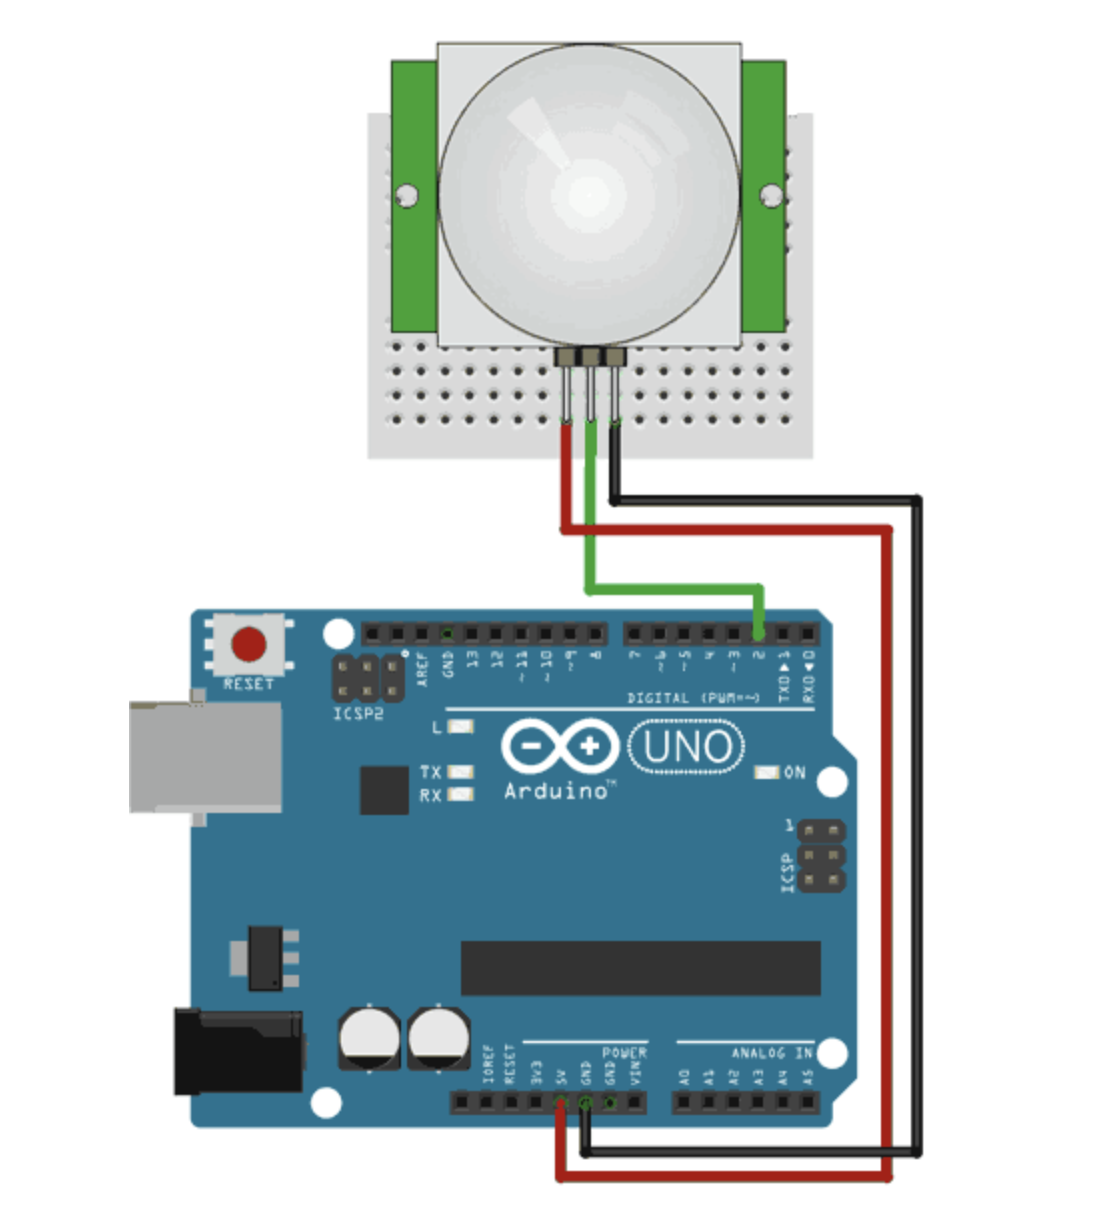 RESET
ICSP2
AREF
GND
13
12
~11
~10
~9
8
7
~6
~5
4
~3
2
TXD▲1
RXD▼0
DIGITAL (PWM=~)
L
TX
RX
UNO
Arduino™
ON
1
ICSP
POWER
ANALOG IN
IOREF
RESET
3V3
5V
GND
GND
VIN
A0
A1
A2
A3
A4
A5